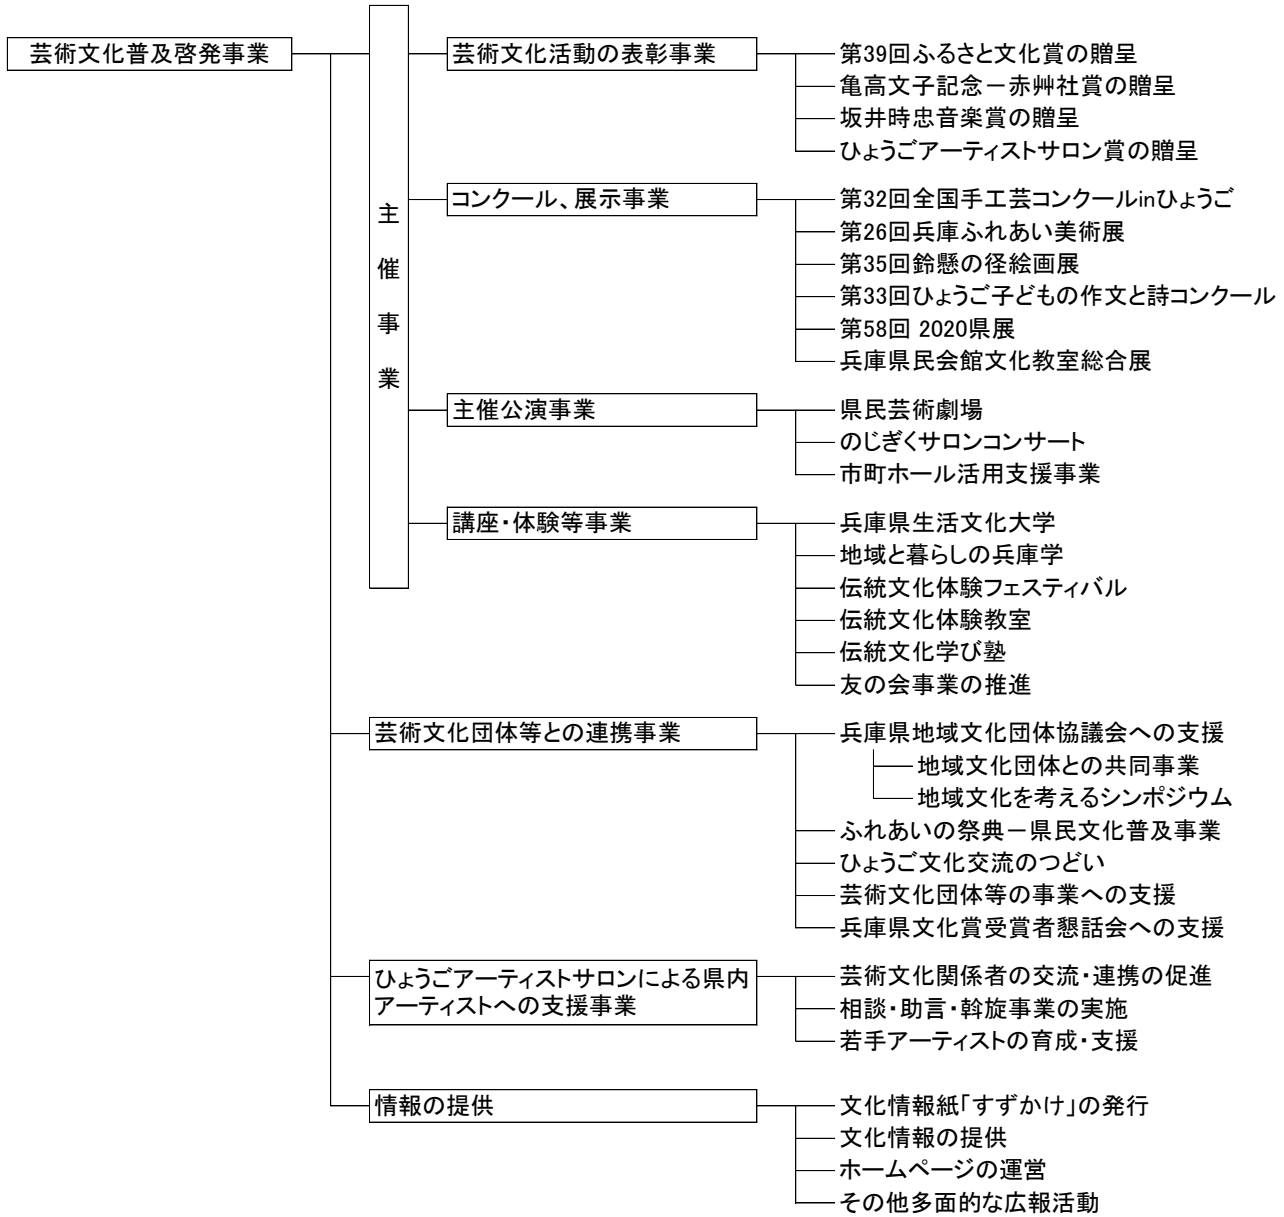 芸術文化普及啓発事業
主催事業
芸術文化活動の表彰事業
第39回ふるさと文化賞の贈呈
亀高文子記念－赤艸社賞の贈呈
坂井時忠音楽賞の贈呈
ひょうごアーティストサロン賞の贈呈
コンクール、展示事業
第32回全国手工芸コンクールinひょうご
第26回兵庫ふれあい美術展
第35回鈴懸の径絵画展
第33回ひょうご子どもの作文と詩コンクール
第58回 2020県展
兵庫県民会館文化教室総合展
主催公演事業
県民芸術劇場
のじぎくサロンコンサート
市町ホール活用支援事業
講座・体験等事業
兵庫県生活文化大学
地域と暮らしの兵庫学
伝統文化体験フェスティバル
伝統文化体験教室
伝統文化学び塾
友の会事業の推進
芸術文化団体等との連携事業
兵庫県地域文化団体協議会への支援
地域文化団体との共同事業
地域文化を考えるシンポジウム
ふれあいの祭典－県民文化普及事業
ひょうご文化交流のつどい
芸術文化団体等の事業への支援
兵庫県文化賞受賞者懇話会への支援
ひょうごアーティストサロンによる県内
アーティストへの支援事業
芸術文化関係者の交流・連携の促進
相談・助言・斡旋事業の実施
若手アーティストの育成・支援
情報の提供
文化情報紙「すずかけ」の発行
文化情報の提供
ホームページの運営
その他多面的な広報活動